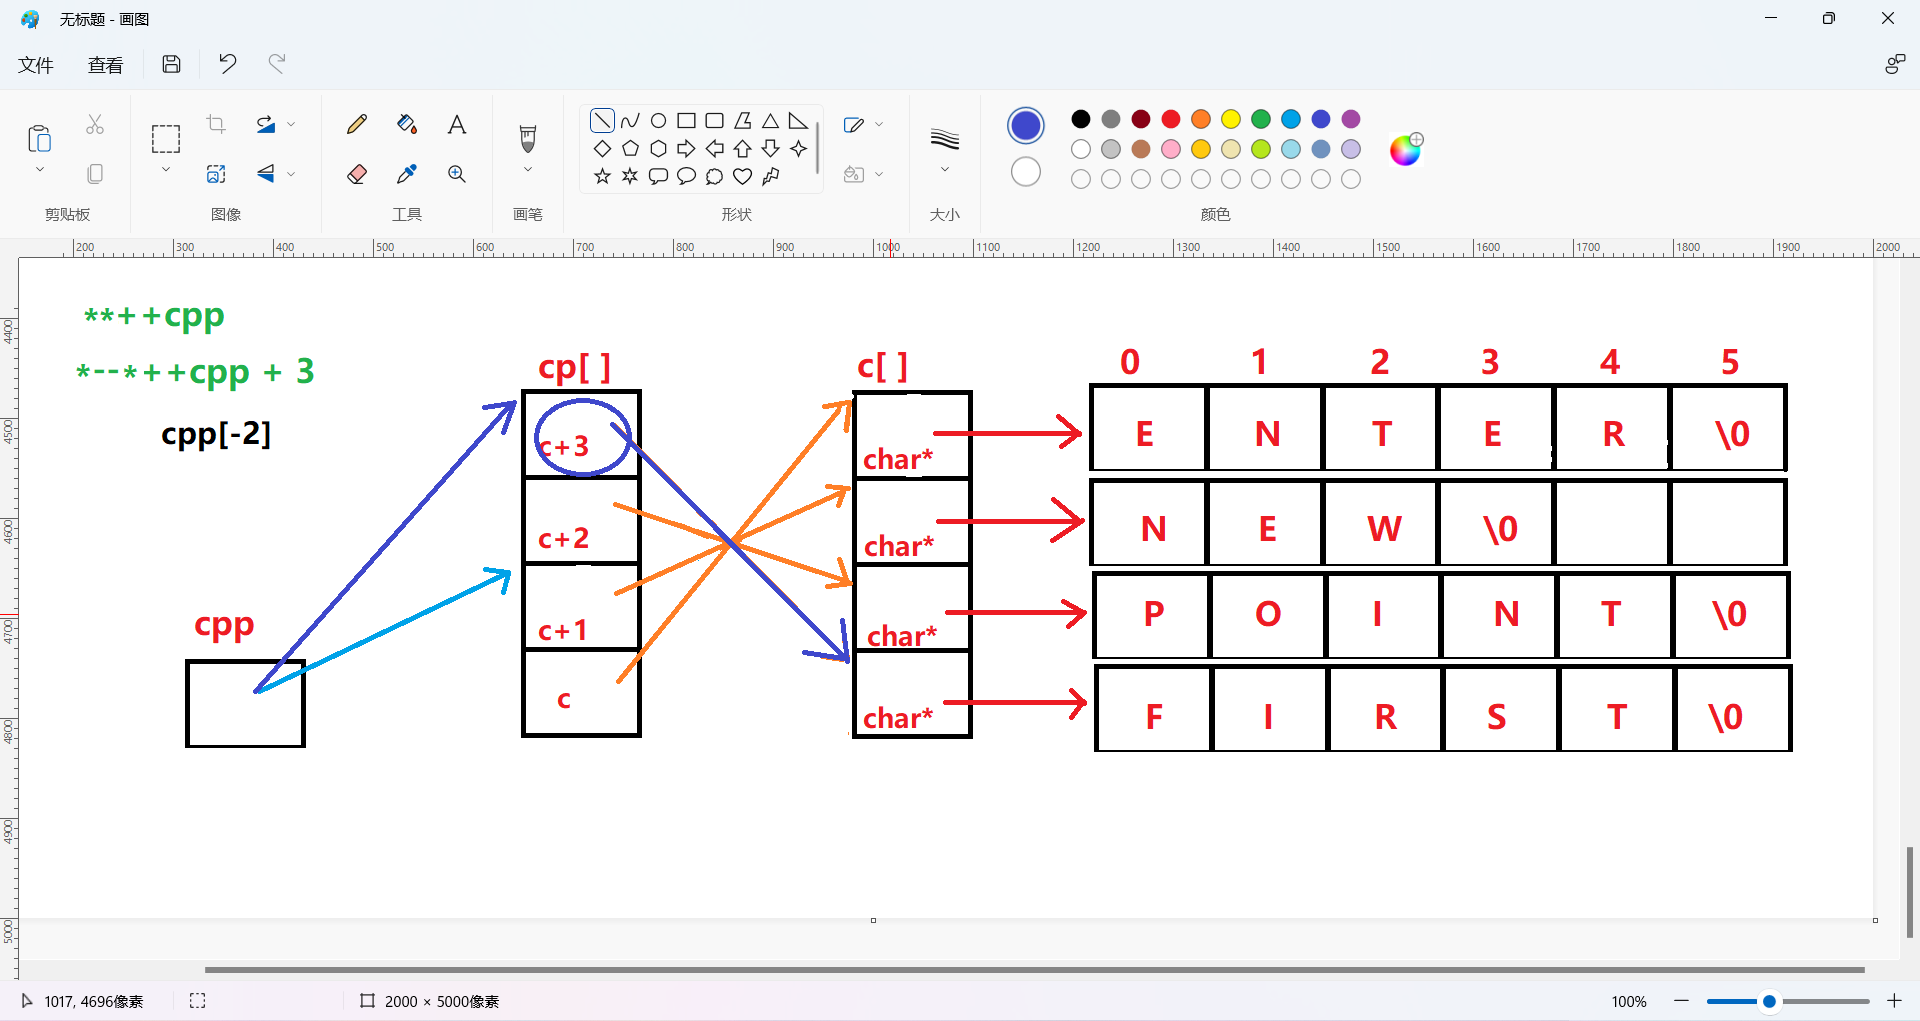 无标题 - 画图
文件 查看
剪贴板 图像 工具 画笔 形状 大小 颜色
200 300 400 500 600 700 800 900 1000 1100 1200 1300 1400 1500 1600 1700 1800 1900 2000
4400
4500
4600
4700
4800
4900
5000
**++cpp
*--*++cpp + 3
cpp[-2]
cpp
cp[ ]
c+3
c+2
c+1
c
c[ ]
char*
char*
char*
char*
0 1 2 3 4 5
E N T E R \0
N E W \0
P O I N T \0
F I R S T \0
1017, 4696像素 2000 × 5000像素 100%